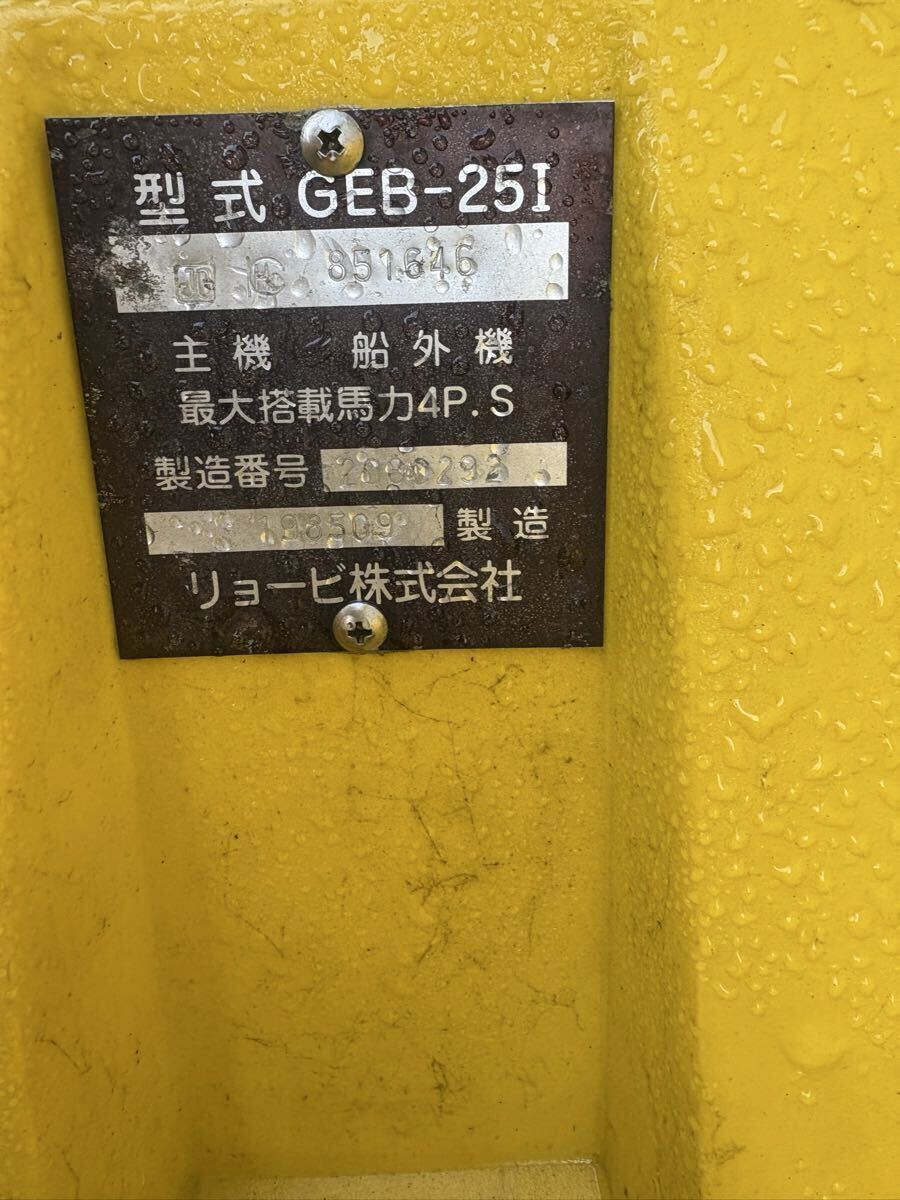 型式 GEB-25I
JG 851646
主機 船外機
最大搭載馬力4P.S
製造番号
198509 製造
リョービ株式会社